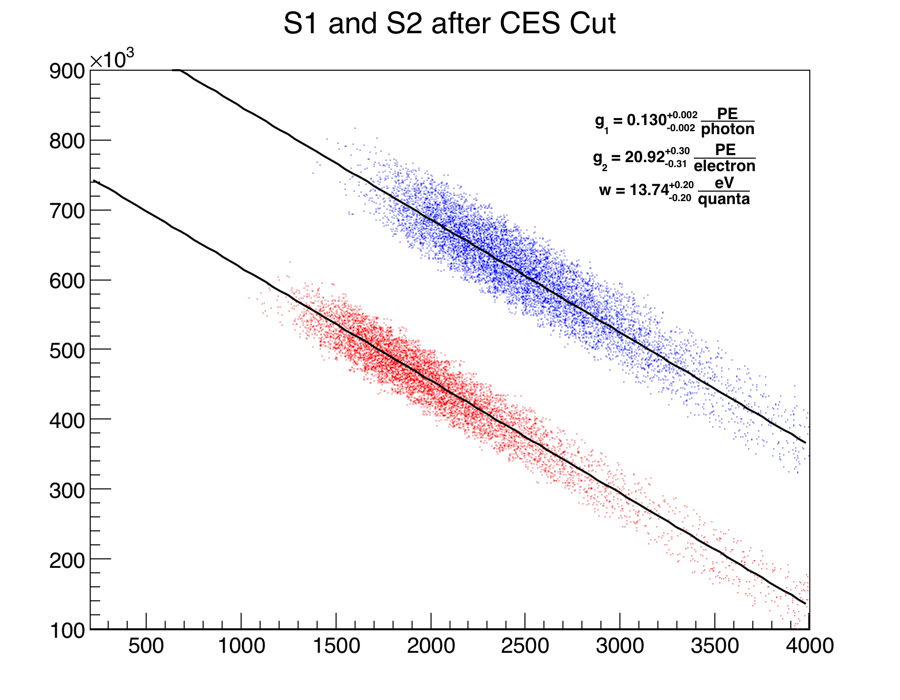 S1 and S2 after CES Cut
×10³
900
800
700
600
500
400
300
200
100
g₁ = 0.130 +0.002 -0.002 PE/photon
g₂ = 20.92 +0.30 -0.31 PE/electron
w = 13.74 +0.20 -0.20 eV/quanta
500 1000 1500 2000 2500 3000 3500 4000